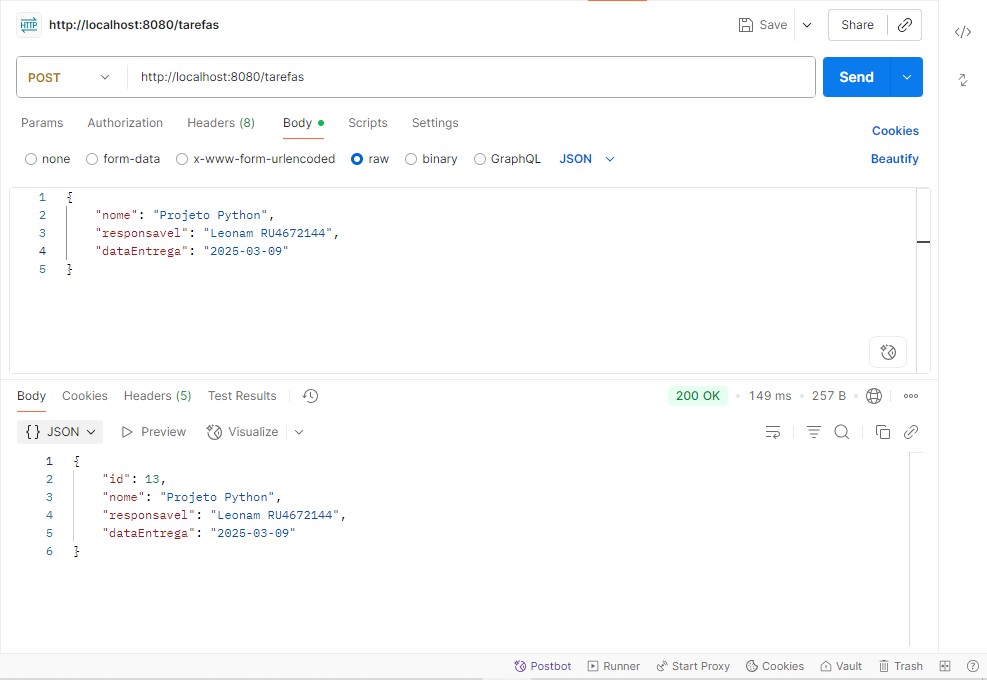 HTTP http://localhost:8080/tarefas Save Share
POST http://localhost:8080/tarefas Send
Params Authorization Headers (8) Body Scripts Settings Cookies
none form-data x-www-form-urlencoded raw binary GraphQL JSON Beautify
1 {
2 "nome": "Projeto Python",
3 "responsavel": "Leonam RU4672144",
4 "dataEntrega": "2025-03-09"
5 }
Body Cookies Headers (5) Test Results 200 OK • 149 ms • 257 B
{} JSON Preview Visualize
1 {
2 "id": 13,
3 "nome": "Projeto Python",
4 "responsavel": "Leonam RU4672144",
5 "dataEntrega": "2025-03-09"
6 }
Postbot Runner Start Proxy Cookies Vault Trash